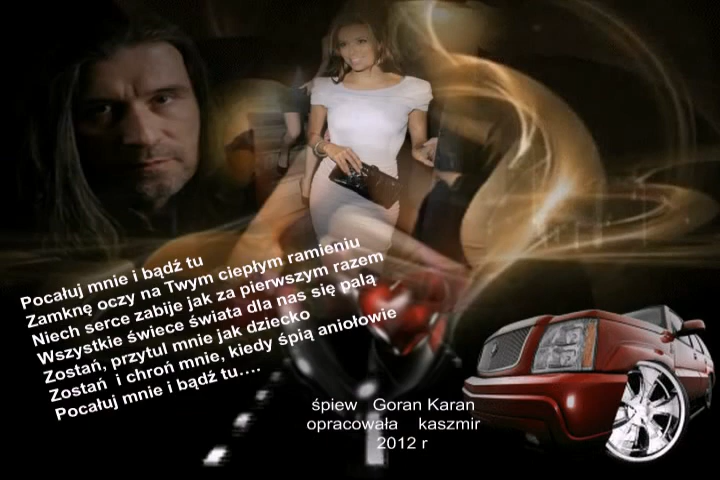 Pocałuj mnie i bądź tu
Zamknę oczy na Twym ciepłym ramieniu
Niech serce zabije jak za pierwszym razem
Wszystkie świece świata dla nas się palą
Zostań, przytul mnie jak dziecko
Zostań i chroń mnie, kiedy śpią aniołowie
Pocałuj mnie i bądź tu....
śpiew Goran Karan
opracowała kaszmir
2012 r